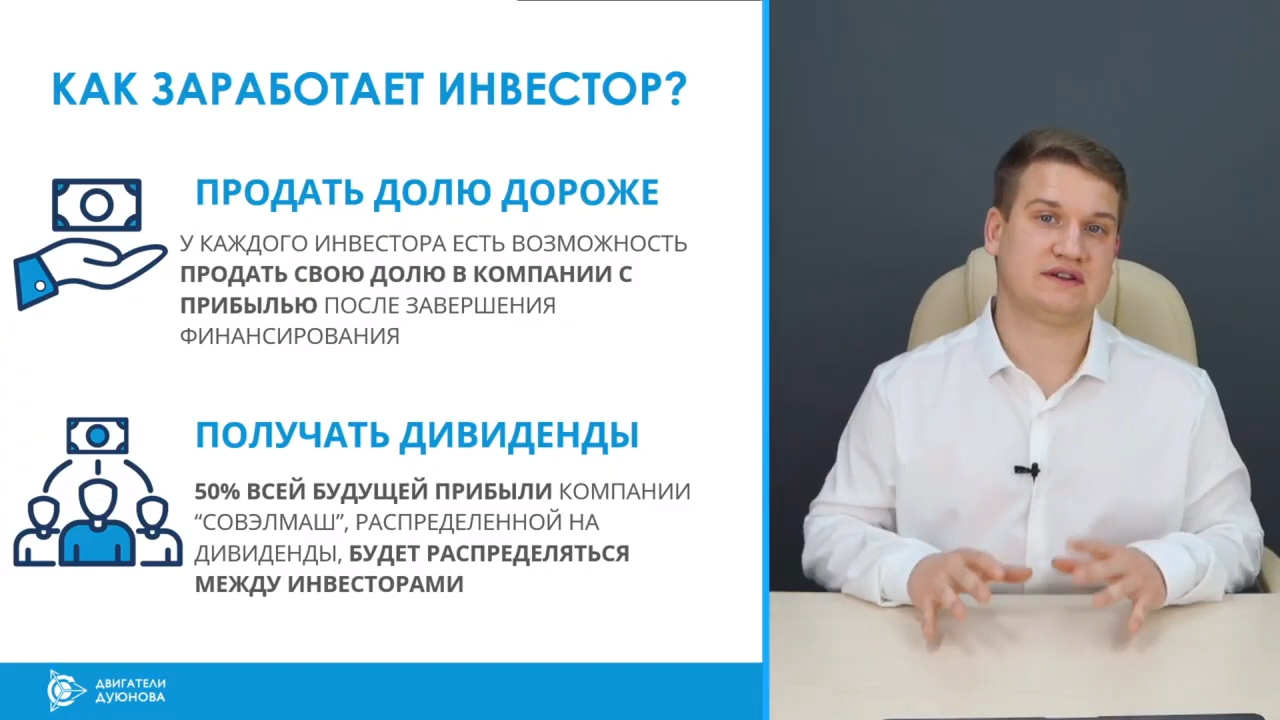 КАК ЗАРАБОТАЕТ ИНВЕСТОР?
ПРОДАТЬ ДОЛЮ ДОРОЖЕ
У КАЖДОГО ИНВЕСТОРА ЕСТЬ ВОЗМОЖНОСТЬ
ПРОДАТЬ СВОЮ ДОЛЮ В КОМПАНИИ С
ПРИБЫЛЬЮ ПОСЛЕ ЗАВЕРШЕНИЯ
ФИНАНСИРОВАНИЯ
ПОЛУЧАТЬ ДИВИДЕНДЫ
50% ВСЕЙ БУДУЩЕЙ ПРИБЫЛИ КОМПАНИИ
“СОВЭЛМАШ”, РАСПРЕДЕЛЕННОЙ НА
ДИВИДЕНДЫ, БУДЕТ РАСПРЕДЕЛЯТЬСЯ
МЕЖДУ ИНВЕСТОРАМИ
ДВИГАТЕЛИ
ДУЮНОВА